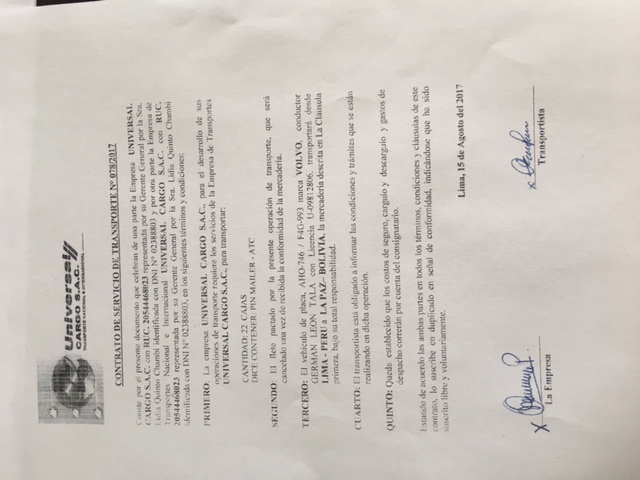 Universal
CARGO S.A.C.
TRANSPORTE NACIONAL E INTERNACIONAL
CONTRATO DE SERVICIO DE TRANSPORTE N° 078/2017
Conste por el presente documento que celebran de una parte la Empresa UNIVERSAL
CARGO S.A.C. con RUC. 20544468023 representada por su Gerente General por la Sra.
Lidia Quinto Chambi identificada con DNI N° 02388803 y por otra parte la Empresa de
Transportes Nacional e Internacional UNIVERSAL CARGO S.A.C. con RUC.
20544468023 representada por su Gerente General por la Sra. Lidia Quinto Chambi
identificada con DNI N° 02388903, en los siguientes términos y condiciones:
PRIMERO: La empresa UNIVERSAL CARGO S.A.C., para el desarrollo de sus
operaciones de transporte requiere los servicios de la Empresa de Transportes
UNIVERSAL CARGO S.A.C., para transportar:
CANTIDAD: 22 CAJAS
DICE CONTENER: PIN MAILER - ATC
SEGUNDO: El flete pactado por la presente operación de transporte, que será
cancelado una vez de recibida la conformidad de la mercadería.
TERCERO: El vehículo de placa, AHO-746 / F4G-993 marca VOLVO, conductor
GERMAN LEON TALA con Licencia U-09812806, transportará desde
LIMA - PERU a LA PAZ– BOLIVIA, la mercadería descrita en La Cláusula
primera, bajo su total responsabilidad.
CUARTO: El transportista está obligado a informar las condiciones y trámites que se están
realizando en dicha operación.
QUINTO: Queda establecido que los costos de seguro, carguío y descarguío y gastos de
despacho correrán por cuenta del consignatario.
Estando de acuerdo las ambas partes en todos los términos, condiciones y cláusulas de este
contrato, lo suscribe en duplicado en señal de conformidad, indicándose que ha sido
suscrito libre y voluntariamente.
Lima, 15 de Agosto del 2017
X
x
La Empresa
Transportista